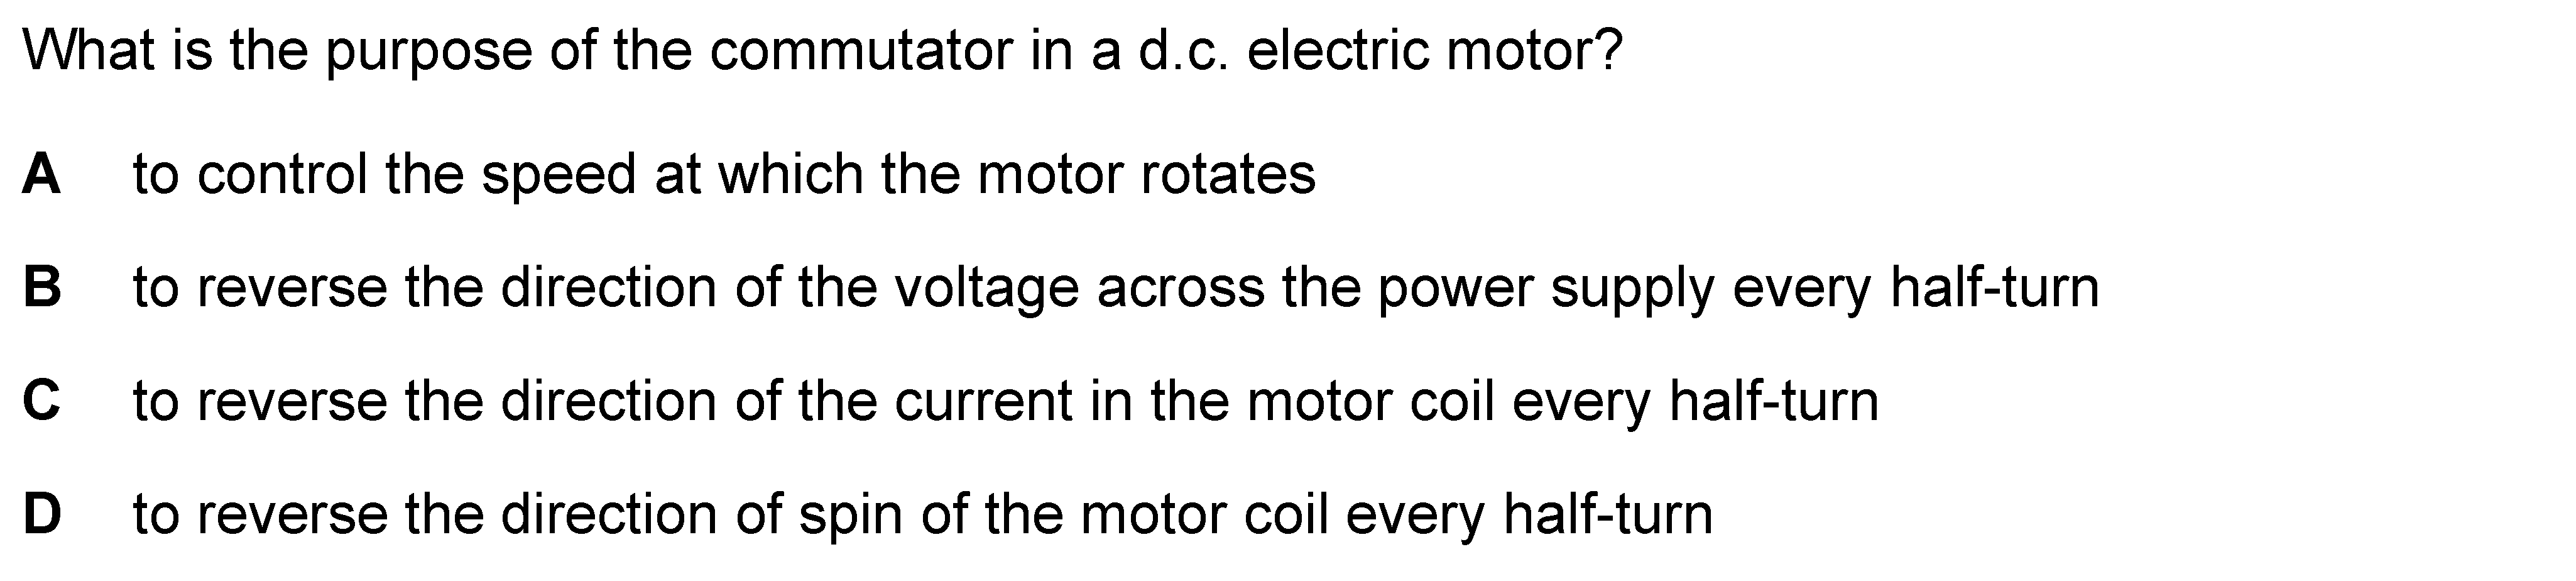 What is the purpose of the commutator in a d.c. electric motor?
A to control the speed at which the motor rotates
B to reverse the direction of the voltage across the power supply every half-turn
C to reverse the direction of the current in the motor coil every half-turn
D to reverse the direction of spin of the motor coil every half-turn